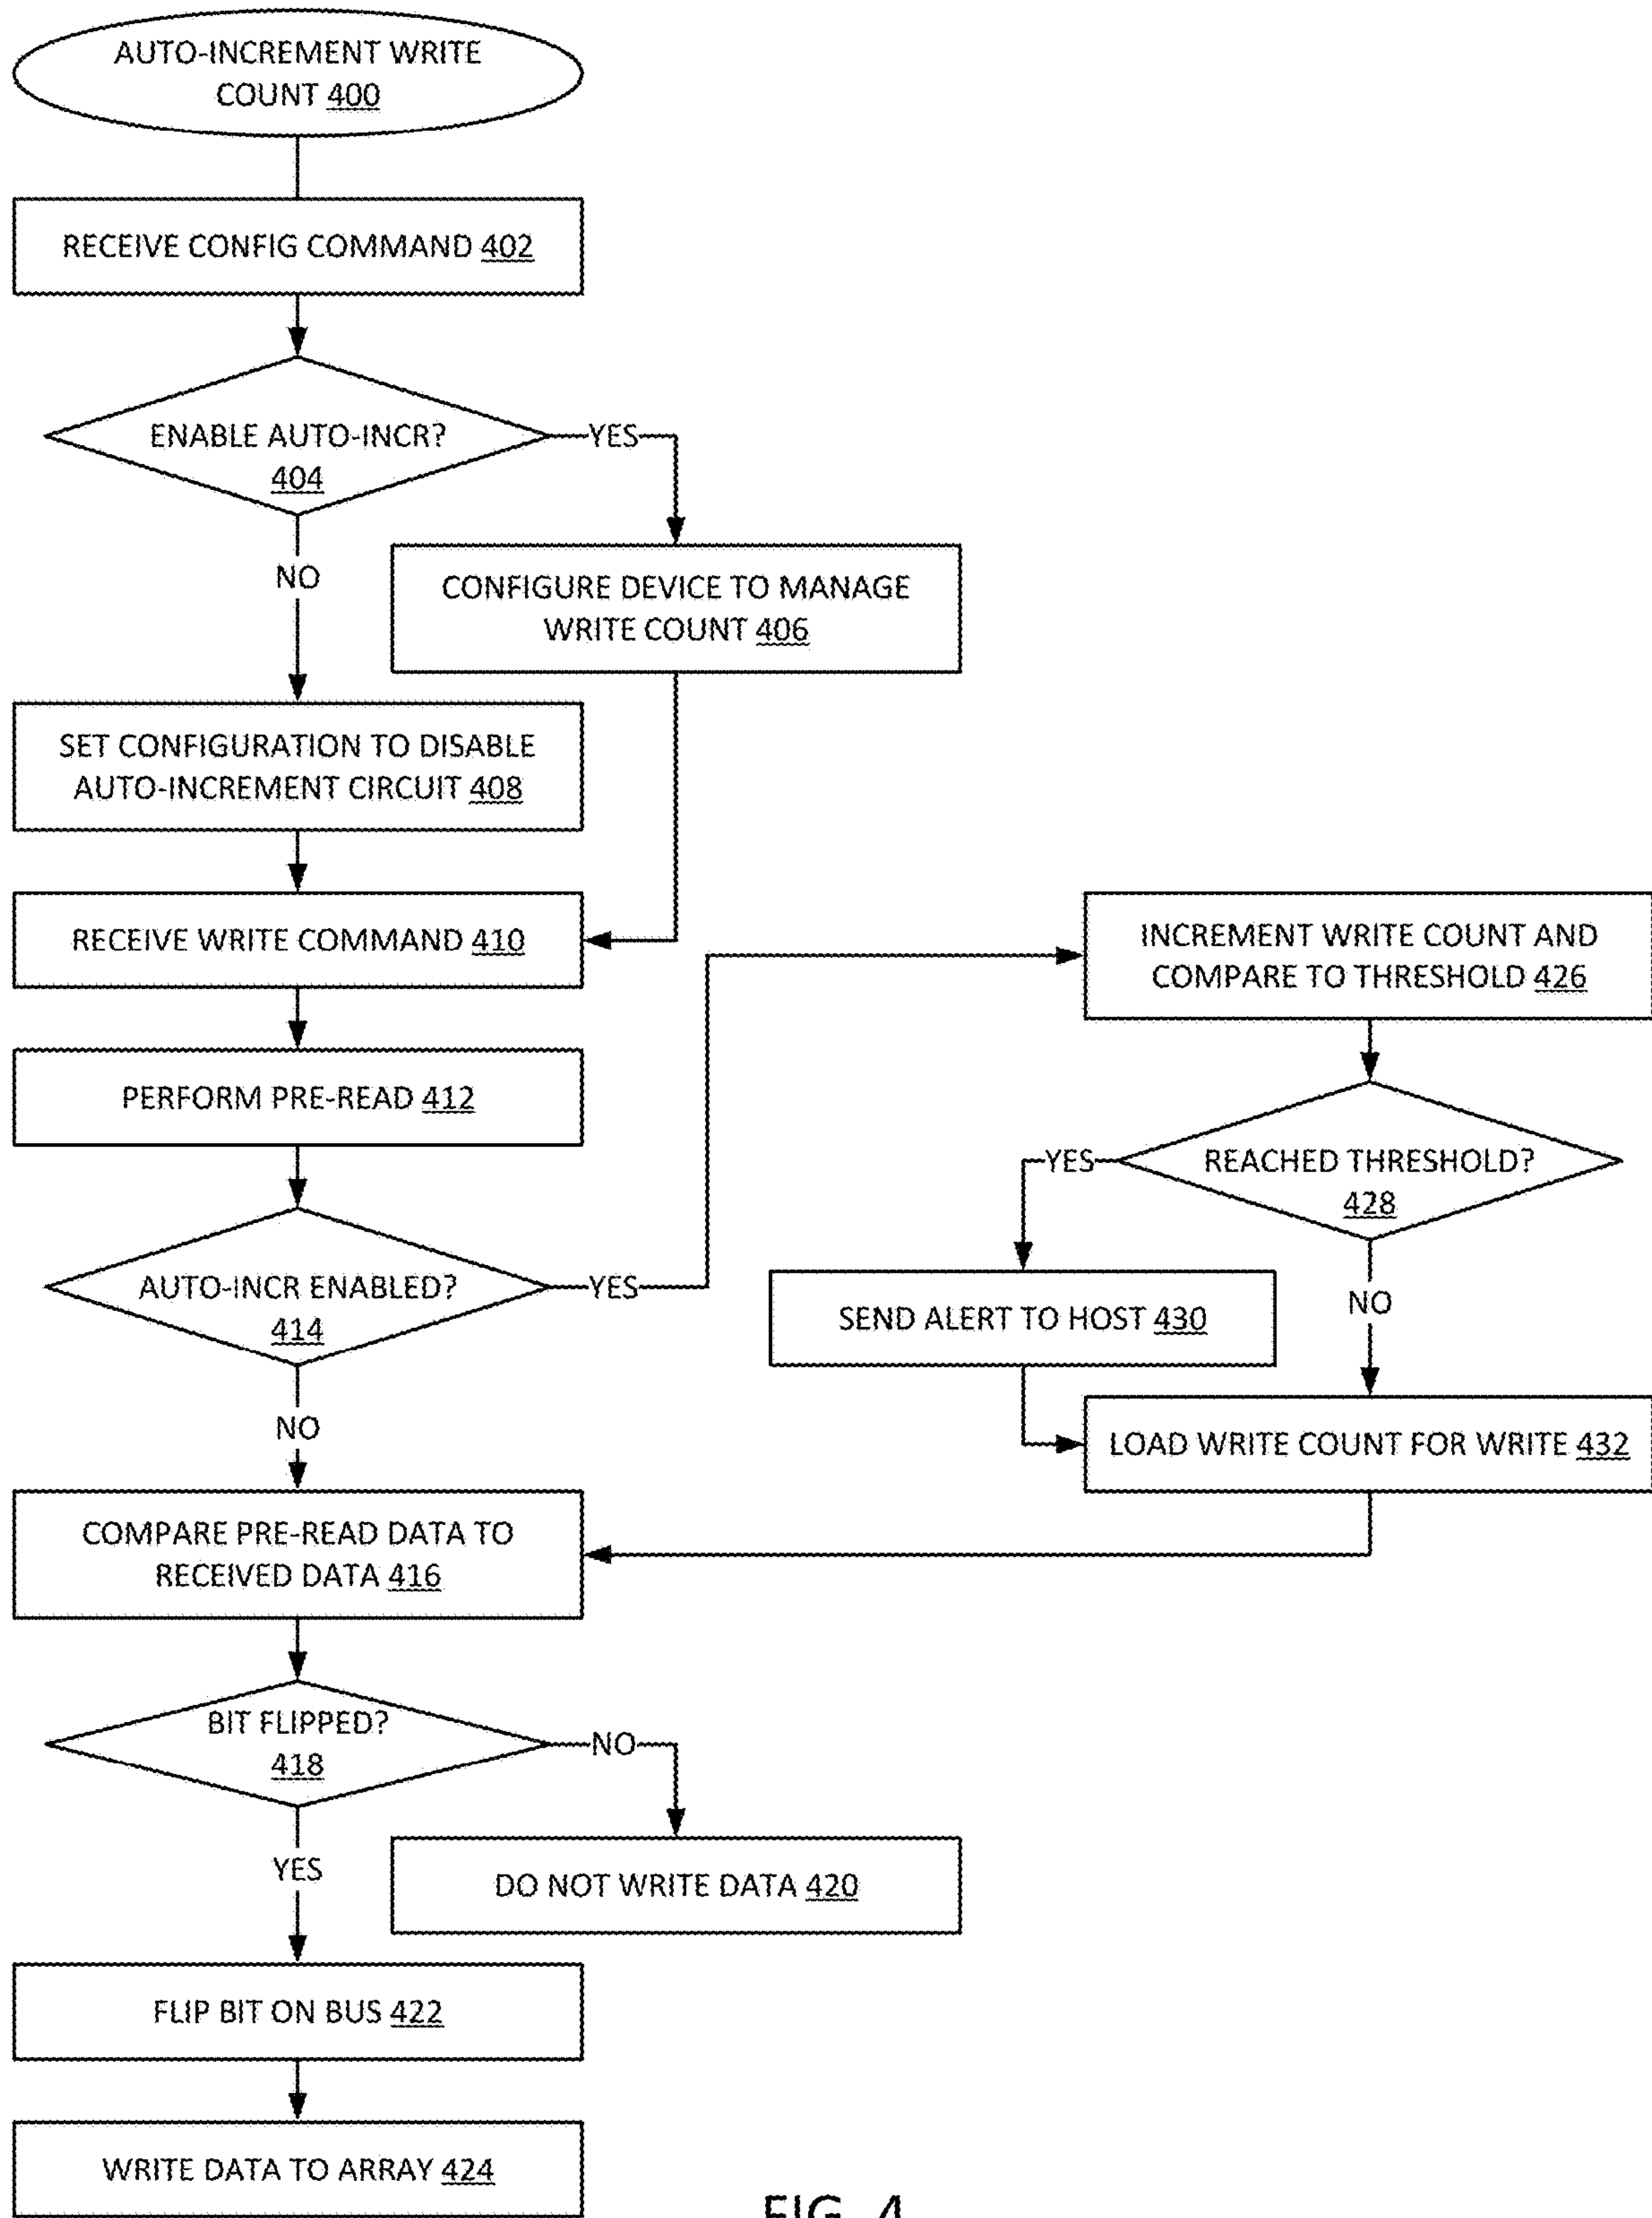 AUTO-INCREMENT WRITE
COUNT 400
RECEIVE CONFIG COMMAND 402
ENABLE AUTO-INCR?
404
YES
NO
CONFIGURE DEVICE TO MANAGE
WRITE COUNT 406
SET CONFIGURATION TO DISABLE
AUTO-INCREMENT CIRCUIT 408
RECEIVE WRITE COMMAND 410
PERFORM PRE-READ 412
AUTO-INCR ENABLED?
414
YES
NO
INCREMENT WRITE COUNT AND
COMPARE TO THRESHOLD 426
REACHED THRESHOLD?
428
YES
NO
SEND ALERT TO HOST 430
LOAD WRITE COUNT FOR WRITE 432
COMPARE PRE-READ DATA TO
RECEIVED DATA 416
BIT FLIPPED?
418
NO
YES
DO NOT WRITE DATA 420
FLIP BIT ON BUS 422
WRITE DATA TO ARRAY 424
FIG. 4